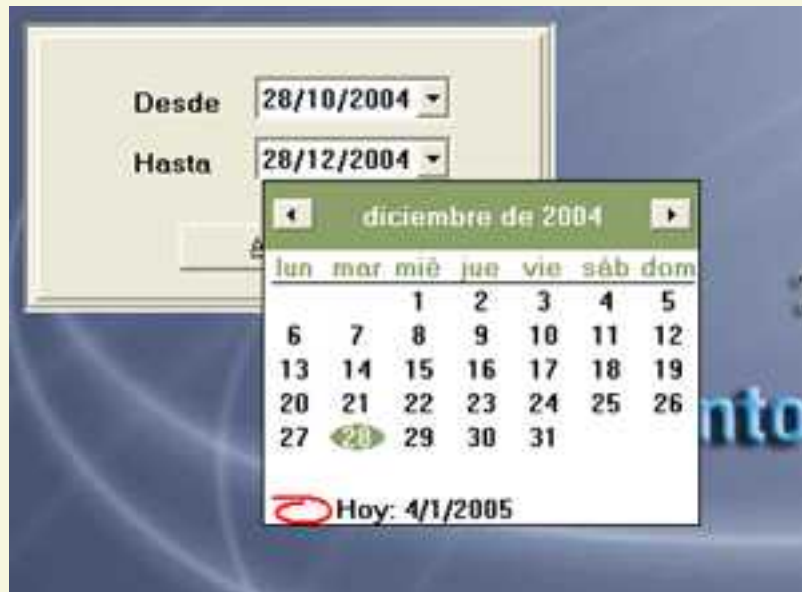 Desde 28/10/2004
Hasta 28/12/2004
diciembre de 2004
lun mar mié jue vie sáb dom
1 2 3 4 5
6 7 8 9 10 11 12
13 14 15 16 17 18 19
20 21 22 23 24 25 26
27 28 29 30 31
Hoy: 4/1/2005
nto